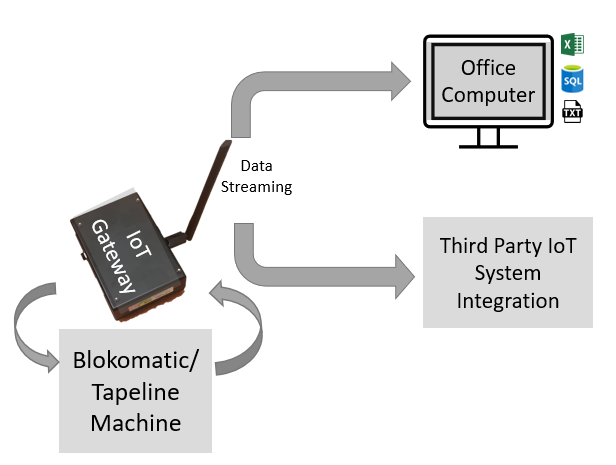 Office
Computer
SQL
TXT
Data
Streaming
IoT
Gateway
Third Party IoT
System
Integration
Blokomatic/
Tapeline
Machine